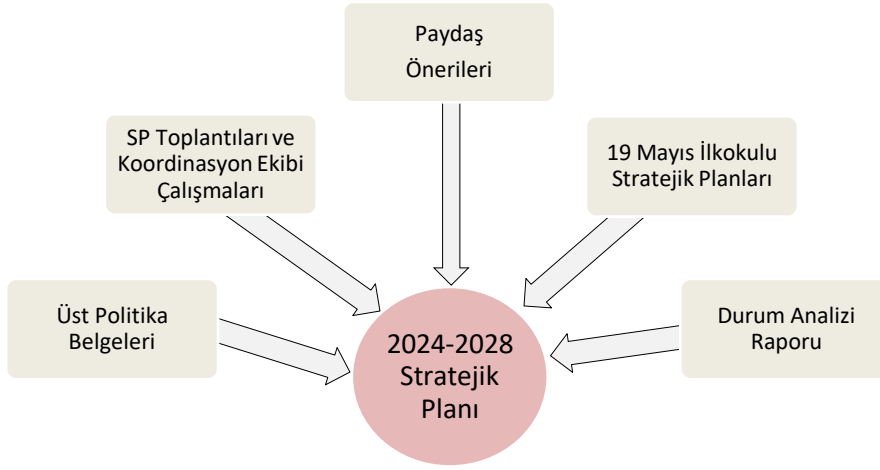 Paydaş
Önerileri
SP Toplantıları ve
Koordinasyon Ekibi
Çalışmaları
19 Mayıs İlkokulu
Stratejik Planları
Üst Politika
Belgeleri
Durum Analizi
Raporu
2024-2028
Stratejik
Planı